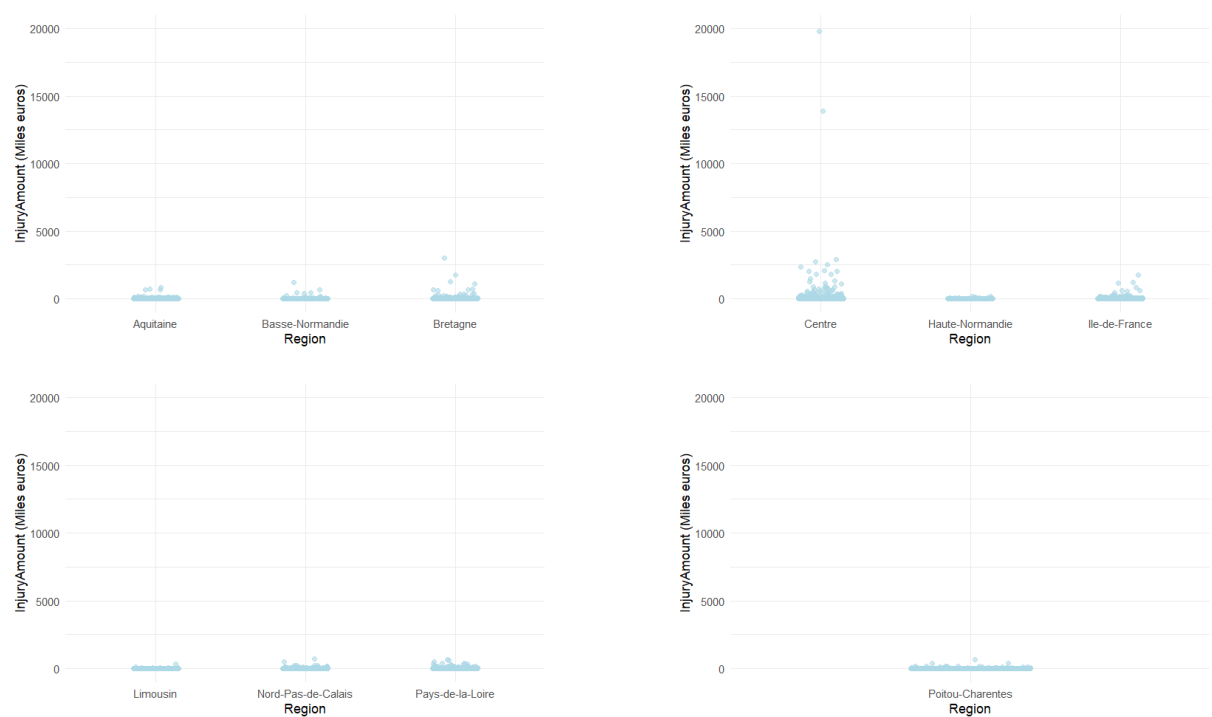 InjuryAmount (Miles euros)
20000
15000
10000
5000
0
Aquitaine Basse-Normandie Bretagne
Region
InjuryAmount (Miles euros)
20000
15000
10000
5000
0
Centre Haute-Normandie Ile-de-France
Region
InjuryAmount (Miles euros)
20000
15000
10000
5000
0
Limousin Nord-Pas-de-Calais Pays-de-la-Loire
Region
InjuryAmount (Miles euros)
20000
15000
10000
5000
0
Poitou-Charentes
Region